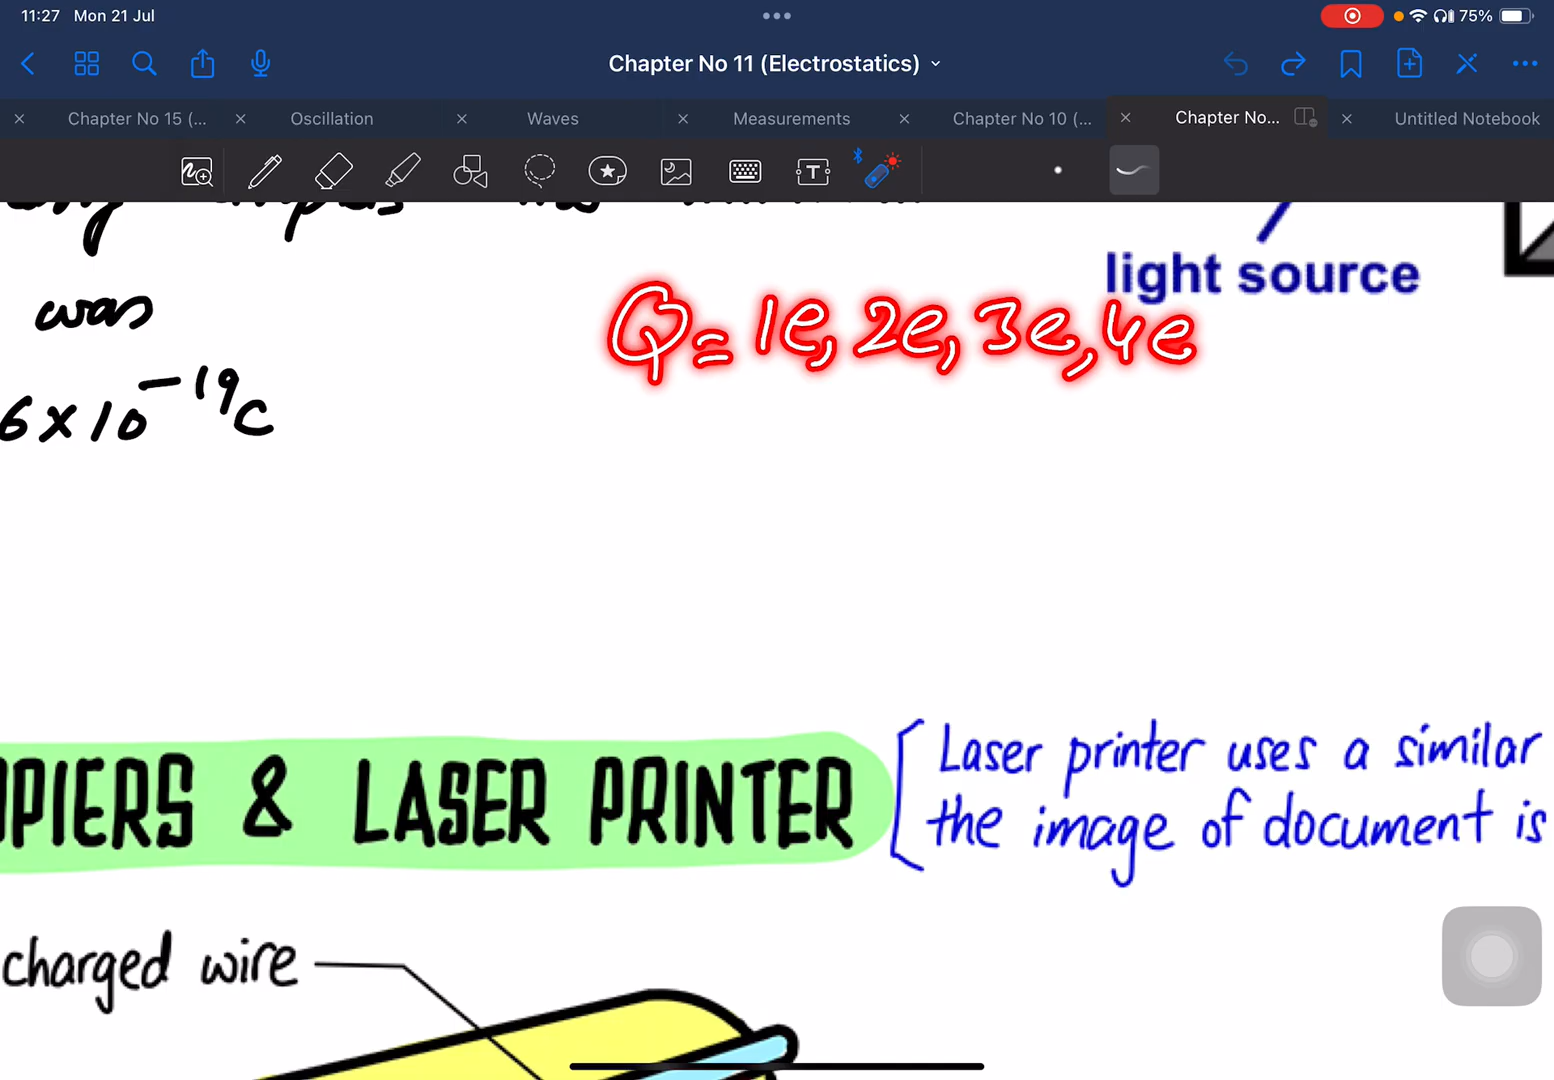 11:27 Mon 21 Jul
75%
Chapter No 11 (Electrostatics)
Chapter No 15 (...
Oscillation
Waves
Measurements
Chapter No 10 (...
Chapter No...
Untitled Notebook
T
light source
was
Q = 1e, 2e, 3e, 4e
6 x 10⁻¹⁹C
PIERS & LASER PRINTER
Laser printer uses a similar
the image of document is
charged wire